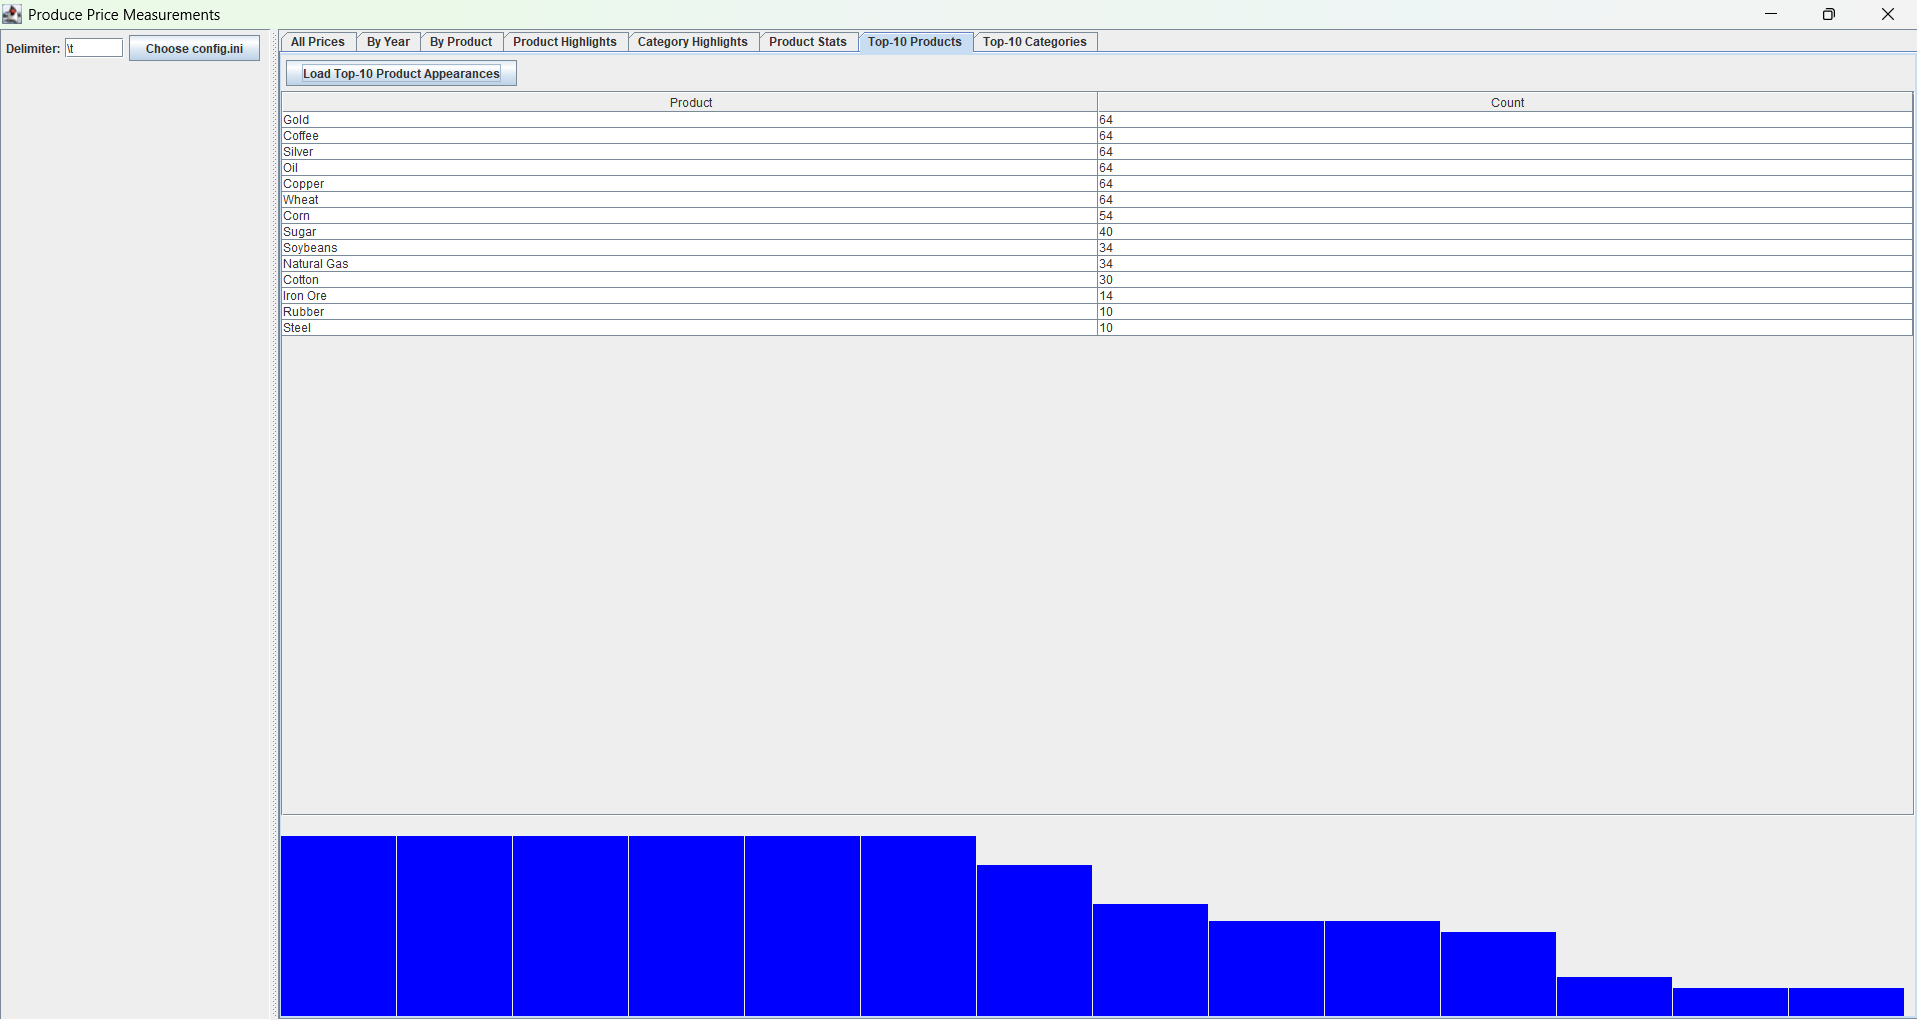 Produce Price Measurements
Delimiter: \t Choose config.ini
All Prices By Year By Product Product Highlights Category Highlights Product Stats Top-10 Products Top-10 Categories
Load Top-10 Product Appearances
Product Count
Gold 64
Coffee 64
Silver 64
Oil 64
Copper 64
Wheat 64
Corn 54
Sugar 40
Soybeans 34
Natural Gas 34
Cotton 30
Iron Ore 14
Rubber 10
Steel 10